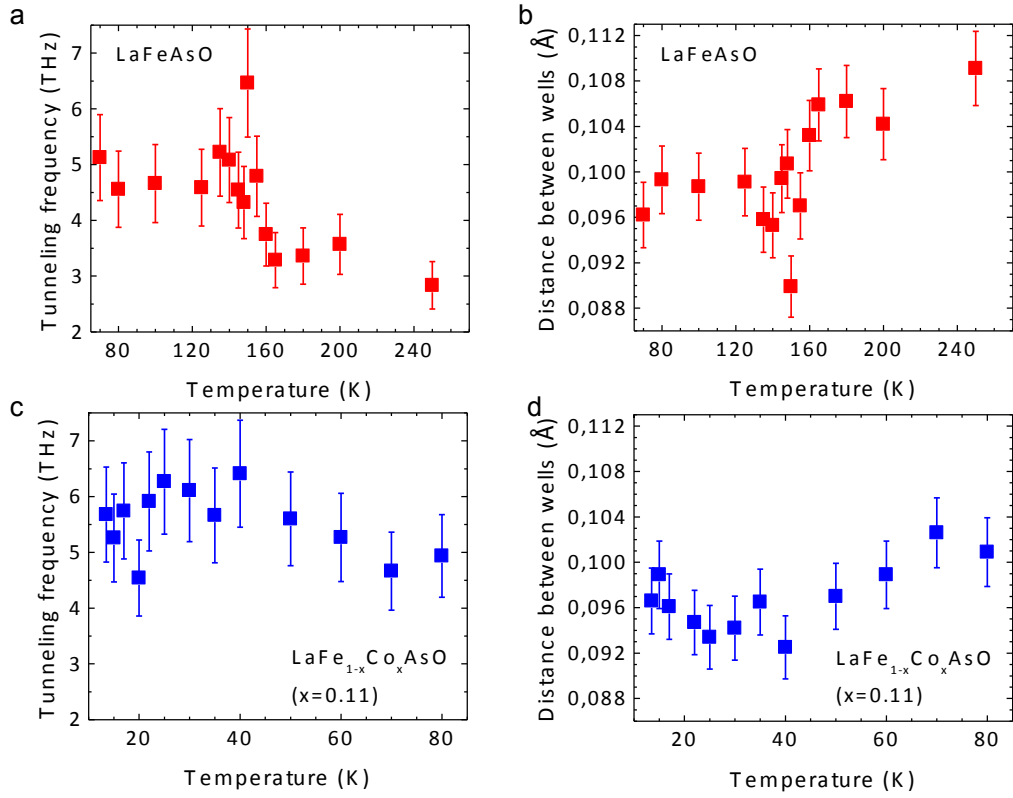 a
LaFeAsO
Tunneling frequency (THz)
7
6
5
4
3
2
80 120 160 200 240
Temperature (K)
b
LaFeAsO
Distance between wells (Å)
0,112
0,108
0,104
0,100
0,096
0,092
0,088
80 120 160 200 240
Temperature (K)
c
Tunneling frequency (THz)
7
6
5
4
3
2
LaFe1-xCoxAsO
(x=0.11)
20 40 60 80
Temperature (K)
d
Distance between wells (Å)
0,112
0,108
0,104
0,100
0,096
0,092
0,088
LaFe1-xCoxAsO
(x=0.11)
20 40 60 80
Temperature (K)